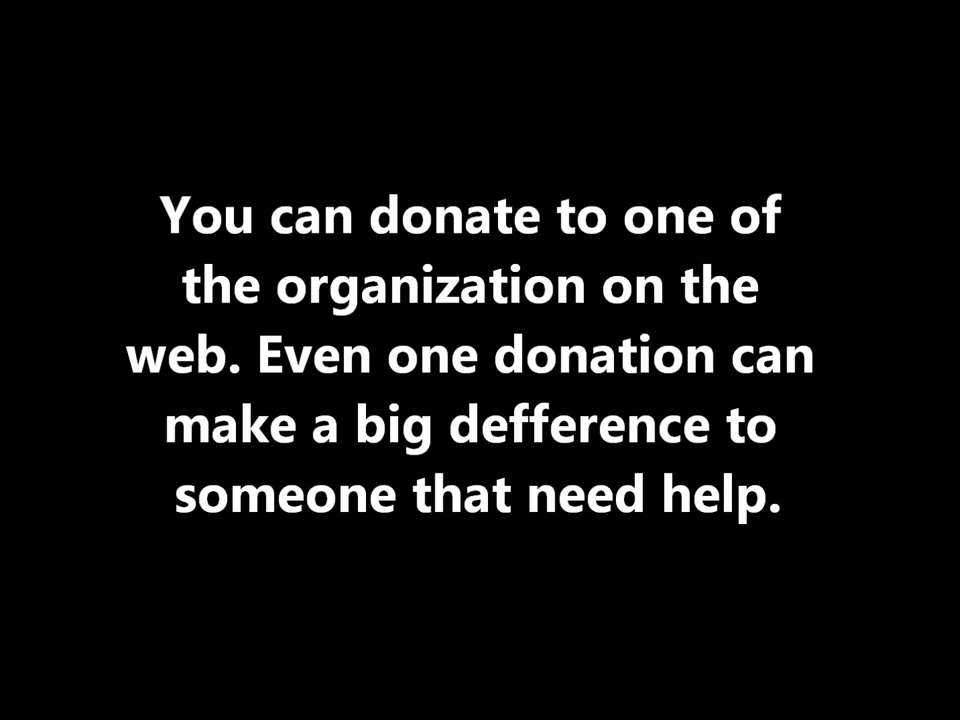 You can donate to one of
the organization on the
web. Even one donation can
make a big defference to
someone that need help.